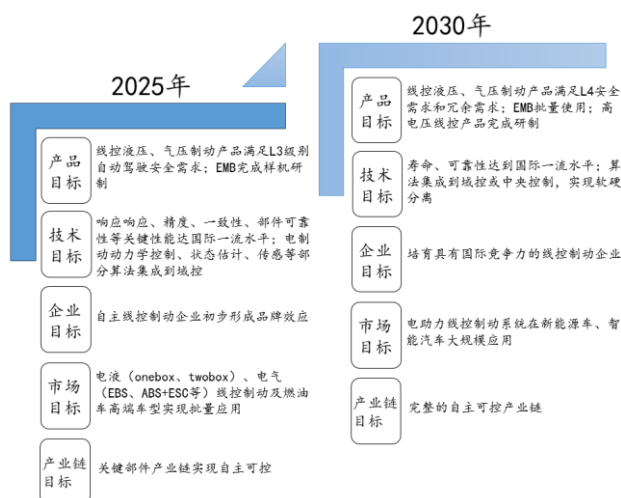 2025年
产品
目标
线控液压、气压制动产品满足L3级别
自动驾驶安全需求；EMB完成样机研
制
技术
目标
响应响应、精度、一致性、部件可靠
性等关键性能达国际一流水平；电制
动动力学控制、状态估计、传感等部
分算法集成到域控
企业
目标
自主线控制动企业初步形成品牌效应
市场
目标
电液（onebox、twobox）、电气
（EBS、ABS+ESC等）线控制动及燃油
车高端车型实现批量应用
产业链
目标
关键部件产业链实现自主可控
2030年
产品
目标
线控液压、气压制动产品满足L4安全
需求和冗余需求；EMB批量使用；高
电压线控产品完成研制
技术
目标
寿命、可靠性达到国际一流水平；算
法集成到域控或中央控制，实现软硬
分离
企业
目标
培育具有国际竞争力的线控制动企业
市场
目标
电助力线控制动系统在新能源车、智
能汽车大规模应用
产业链
目标
完整的自主可控产业链